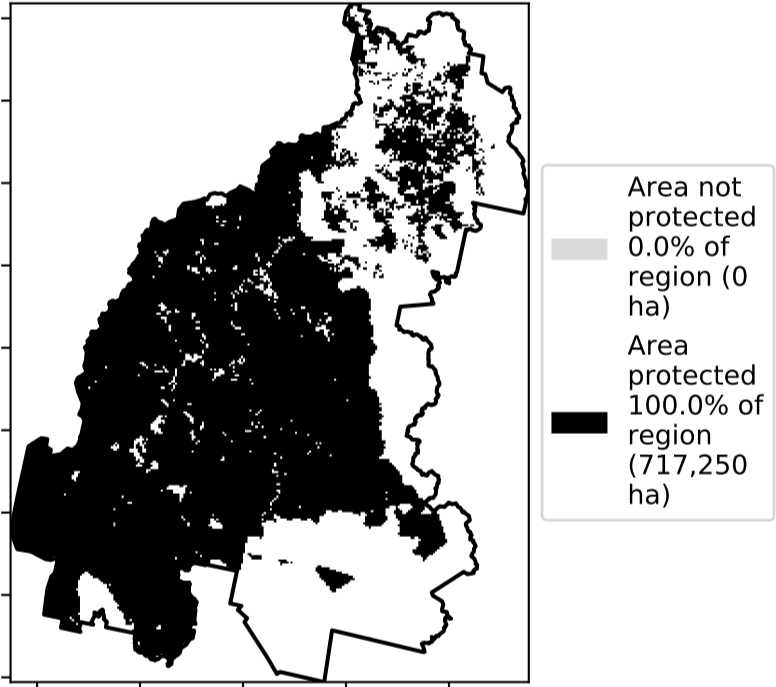 Area not
protected
0.0% of
region (0
ha)
Area
protected
100.0% of
region
(717,250
ha)